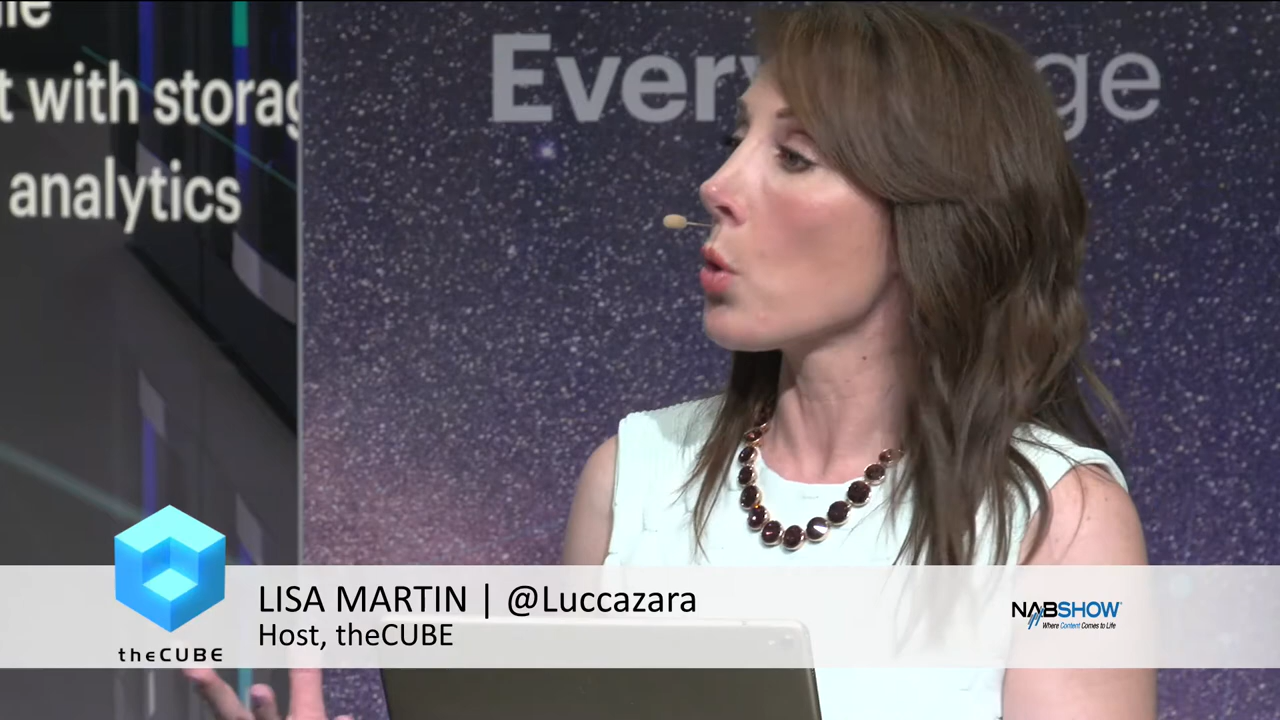 t with storag
analytics
Every
ge
LISA MARTIN | @Luccazara
Host, theCUBE
theCUBE
NABSHOW
Where Content Comes to Life